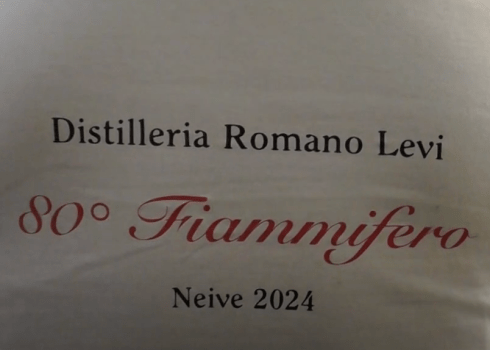 Distilleria Romano Levi
80° Fiammifero
Neive 2024